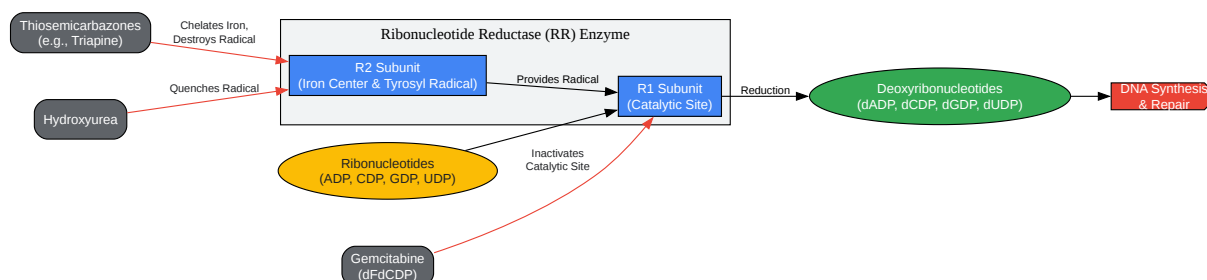 Thiosemicarbazones
(e.g., Triapine)
Chelates Iron,
Destroys Radical
Ribonucleotide Reductase (RR) Enzyme
R2 Subunit
(Iron Center & Tyrosyl Radical)
Provides Radical
R1 Subunit
(Catalytic Site)
Reduction
Deoxyribonucleotides
(dADP, dCDP, dGDP, dUDP)
DNA Synthesis
& Repair
Quenches Radical
Hydroxyurea
Ribonucleotides
(ADP, CDP, GDP, UDP)
Inactivates
Catalytic Site
Gemcitabine
(dFdCDP)